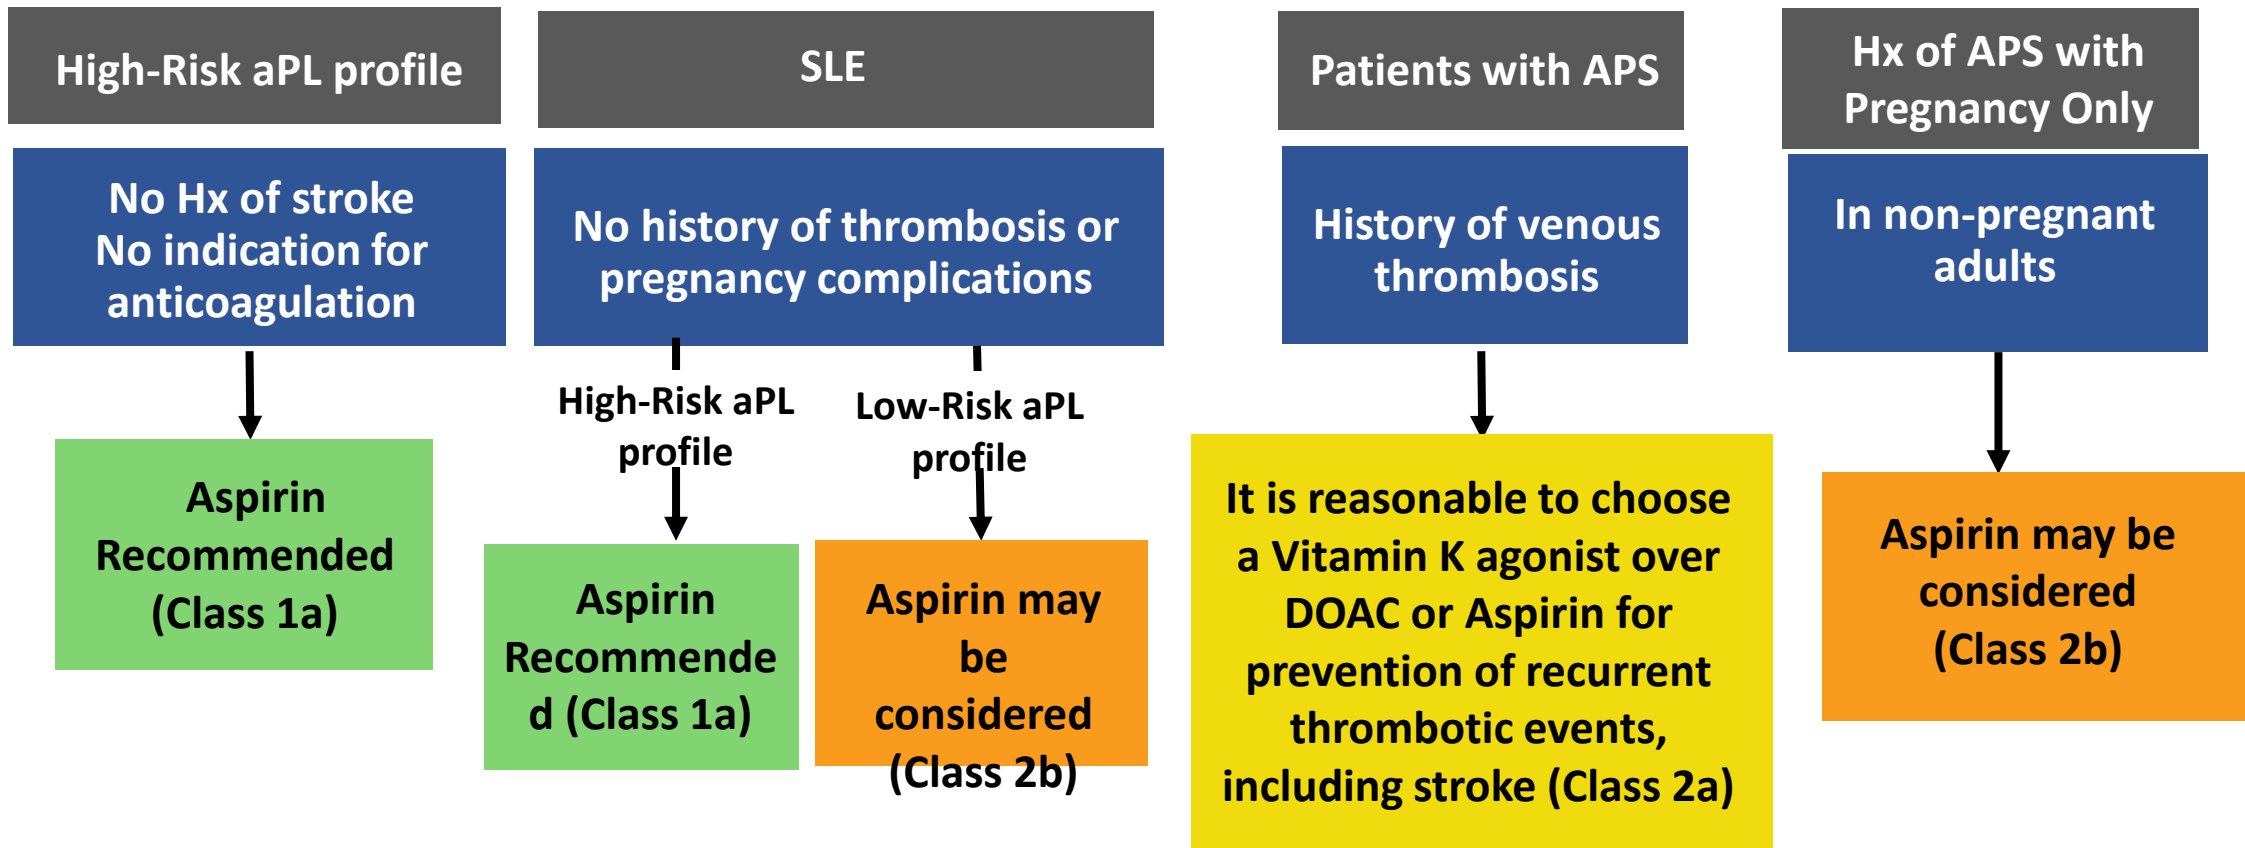 High-Risk aPL profile
No Hx of stroke
No indication for
anticoagulation
Aspirin
Recommended
(Class 1a)
SLE
No history of thrombosis or
pregnancy complications
High-Risk aPL
profile
Aspirin
Recommende
d (Class 1a)
Low-Risk aPL
profile
Aspirin may
be
considered
(Class 2b)
Patients with APS
History of venous
thrombosis
It is reasonable to choose
a Vitamin K agonist over
DOAC or Aspirin for
prevention of recurrent
thrombotic events,
including stroke (Class 2a)
Hx of APS with
Pregnancy Only
In non-pregnant
adults
Aspirin may be
considered
(Class 2b)